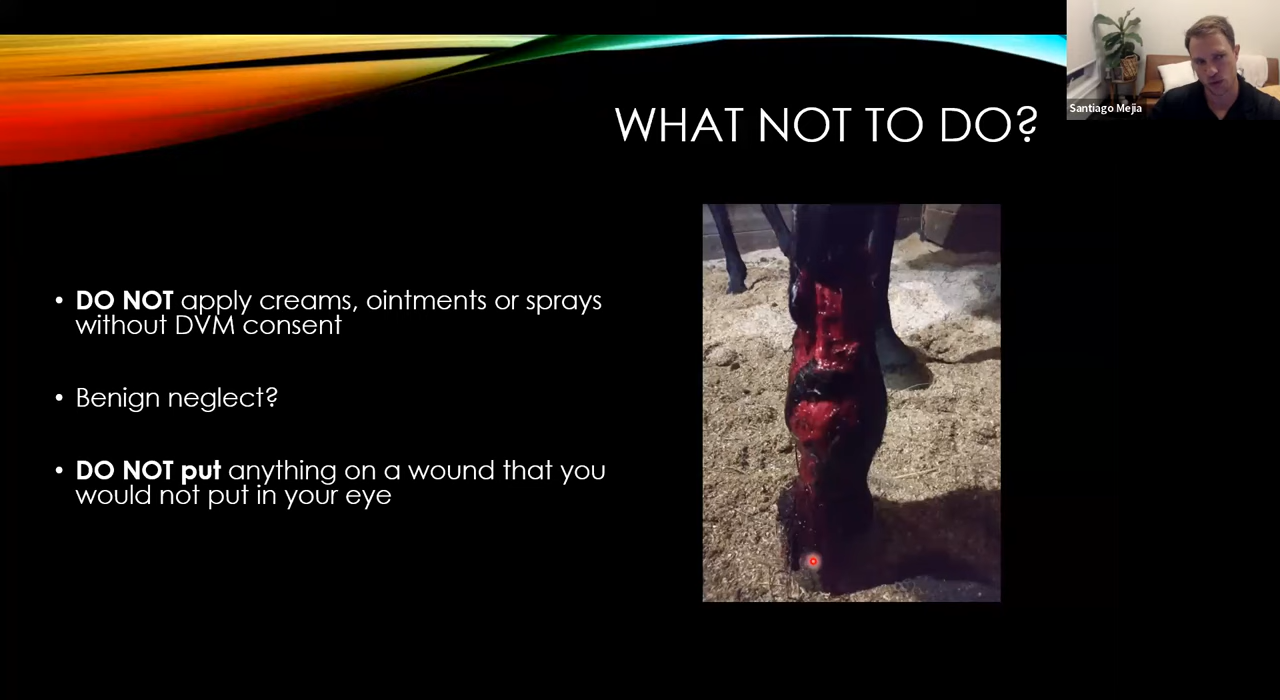 Santiago Mejia
WHAT NOT TO DO?
• DO NOT apply creams, ointments or sprays
without DVM consent
• Benign neglect?
• DO NOT put anything on a wound that you
would not put in your eye